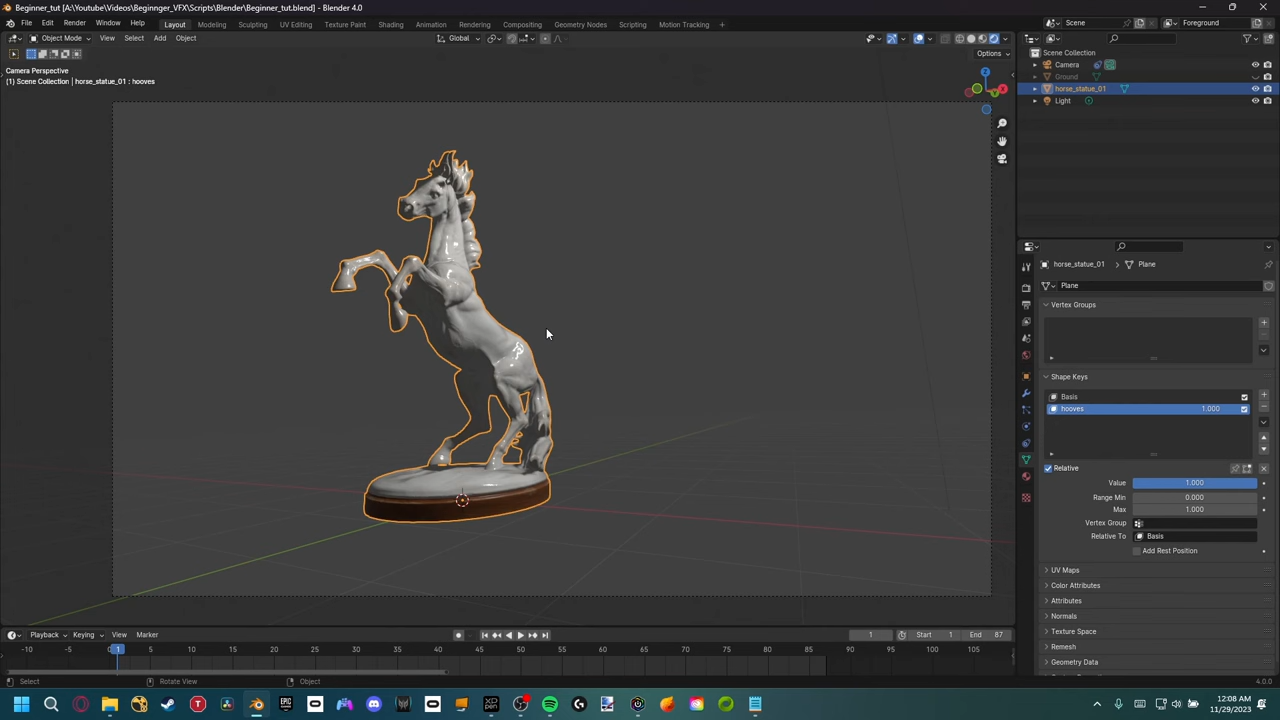 Beginner_tut [A:\Youtube\Videos\Beginnger_VFX\Scripts\Blender\Beginner_tut.blend] - Blender 4.0
File Edit Render Window Help Layout Modeling Sculpting UV Editing Texture Paint Shading Animation Rendering Compositing Geometry Nodes Scripting Motion Tracking Scene Foreground
Object Mode View Select Add Object Global
Options
Camera Perspective
(1) Scene Collection | horse_statue_01 : hooves
Scene Collection
Camera
Ground
horse_statue_01
Light
horse_statue_01 > Plane
Plane
Vertex Groups
Shape Keys
Basis
hooves 1.000
Relative
Value 1.000
Range Min 0.000
Max 1.000
Vertex Group
Relative To Basis
Add Rest Position
UV Maps
Color Attributes
Attributes
Normals
Texture Space
Remesh
Geometry Data
Playback Keying View Marker 1 Start 1 End 87
-10 -5 0 1 5 10 15 20 25 30 35 40 45 50 55 60 65 70 75 80 85 90 95 100 105
Select Rotate View Object 4.0.0
12:08 AM
11/29/2023